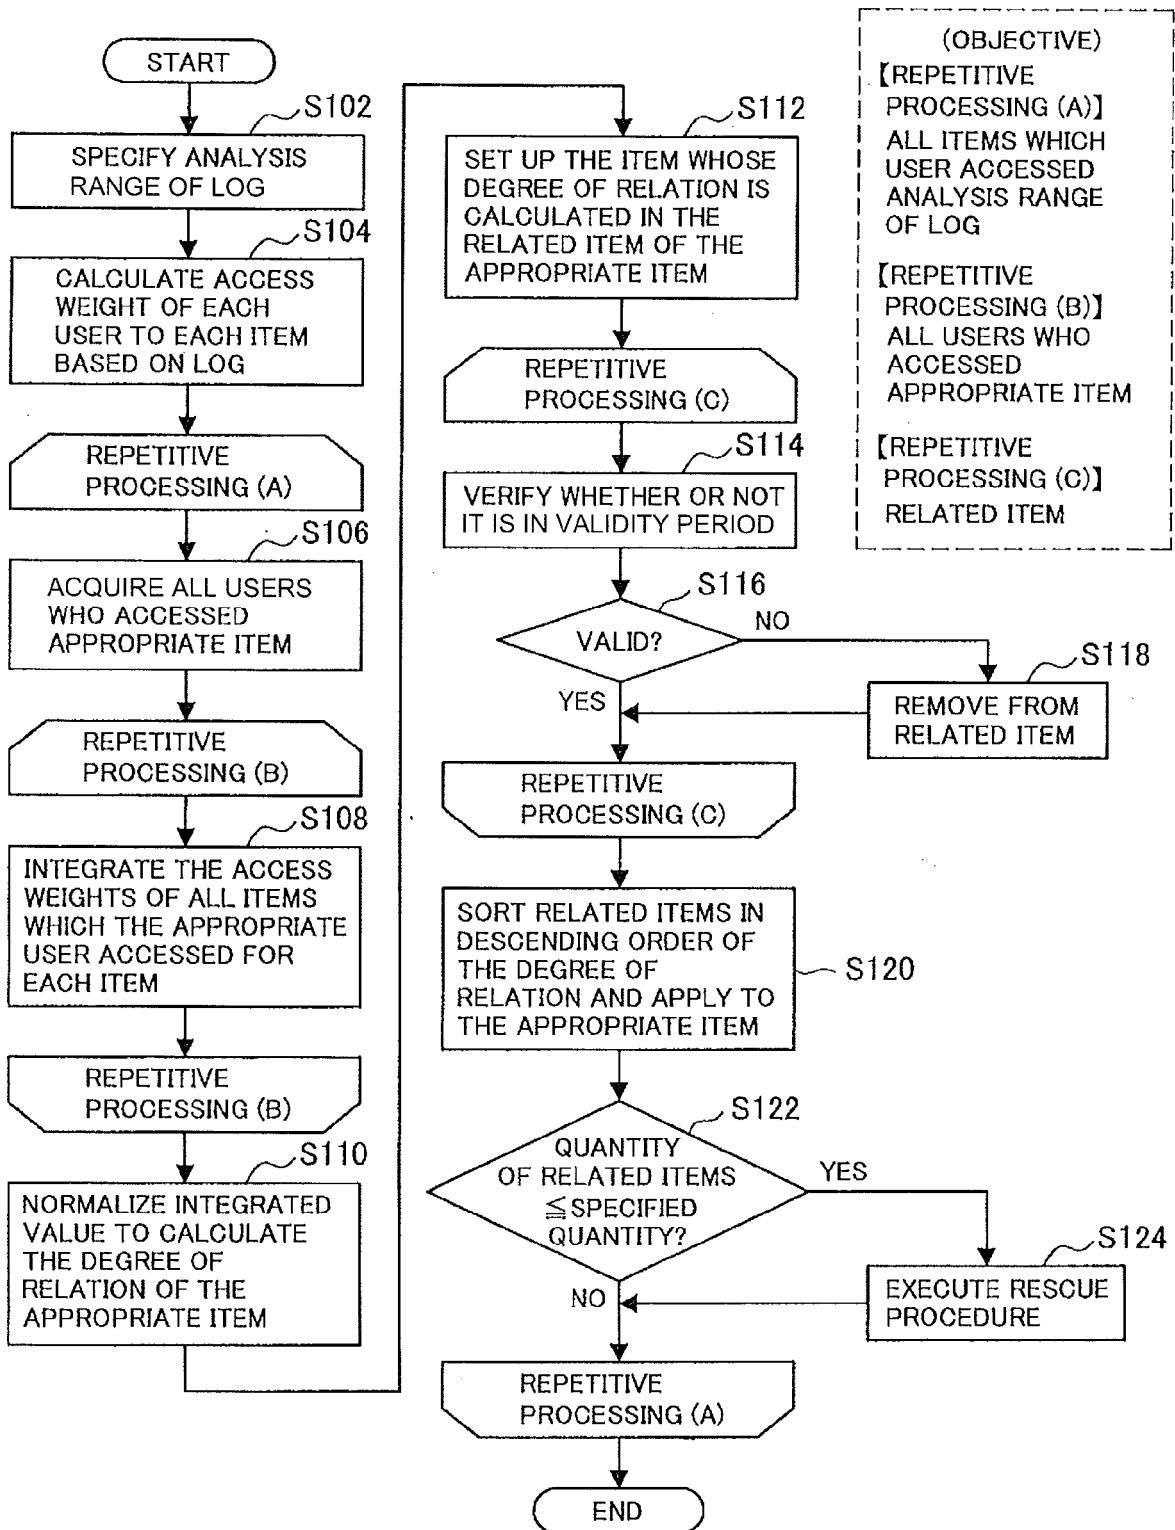 START
S102
SPECIFY ANALYSIS
RANGE OF LOG
S104
CALCULATE ACCESS
WEIGHT OF EACH
USER TO EACH ITEM
BASED ON LOG
REPETITIVE
PROCESSING (A)
S106
ACQUIRE ALL USERS
WHO ACCESSED
APPROPRIATE ITEM
REPETITIVE
PROCESSING (B)
S108
INTEGRATE THE ACCESS
WEIGHTS OF ALL ITEMS
WHICH THE APPROPRIATE
USER ACCESSED FOR
EACH ITEM
REPETITIVE
PROCESSING (B)
S110
NORMALIZE INTEGRATED
VALUE TO CALCULATE
THE DEGREE OF
RELATION OF THE
APPROPRIATE ITEM
S112
SET UP THE ITEM WHOSE
DEGREE OF RELATION IS
CALCULATED IN THE
RELATED ITEM OF THE
APPROPRIATE ITEM
REPETITIVE
PROCESSING (C)
S114
VERIFY WHETHER OR NOT
IT IS IN VALIDITY PERIOD
S116
VALID?
NO
YES
S118
REMOVE FROM
RELATED ITEM
REPETITIVE
PROCESSING (C)
SORT RELATED ITEMS IN
DESCENDING ORDER OF
THE DEGREE OF
RELATION AND APPLY TO
THE APPROPRIATE ITEM
S120
S122
QUANTITY
OF RELATED ITEMS
≦SPECIFIED
QUANTITY?
YES
NO
S124
EXECUTE RESCUE
PROCEDURE
REPETITIVE
PROCESSING (A)
END
(OBJECTIVE)
【REPETITIVE
PROCESSING (A)】
ALL ITEMS WHICH
USER ACCESSED
ANALYSIS RANGE
OF LOG
【REPETITIVE
PROCESSING (B)】
ALL USERS WHO
ACCESSED
APPROPRIATE ITEM
【REPETITIVE
PROCESSING (C)】
RELATED ITEM